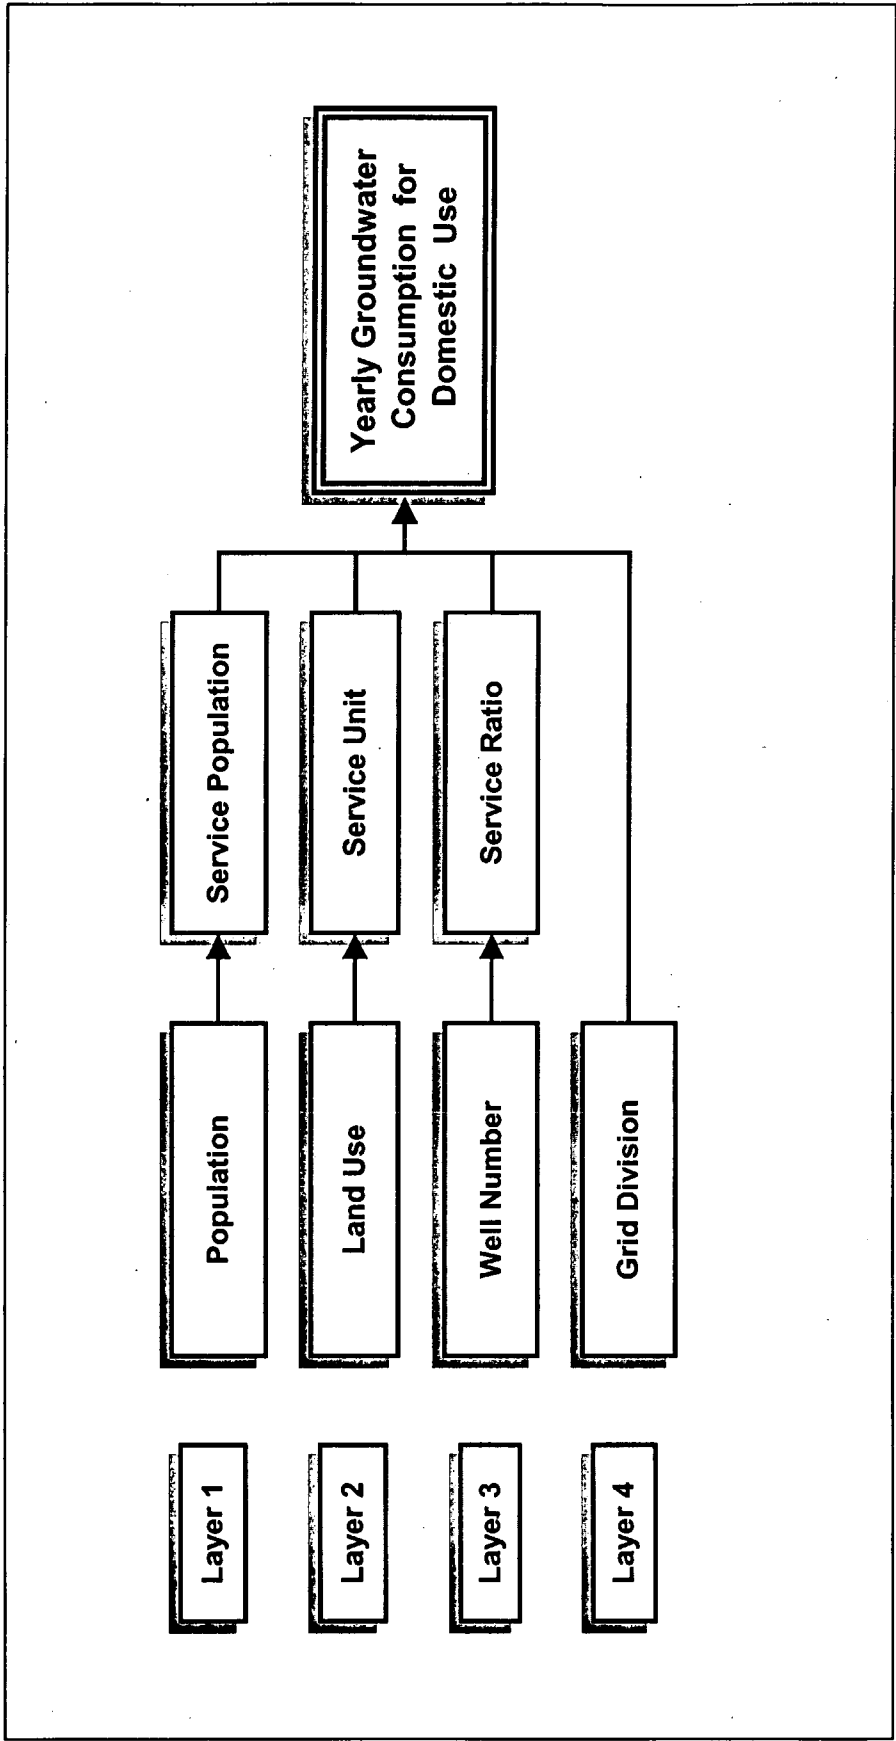 Layer 1
Population
Service Population
Layer 2
Land Use
Service Unit
Layer 3
Well Number
Service Ratio
Layer 4
Grid Division
Yearly Groundwater
Consumption for
Domestic Use